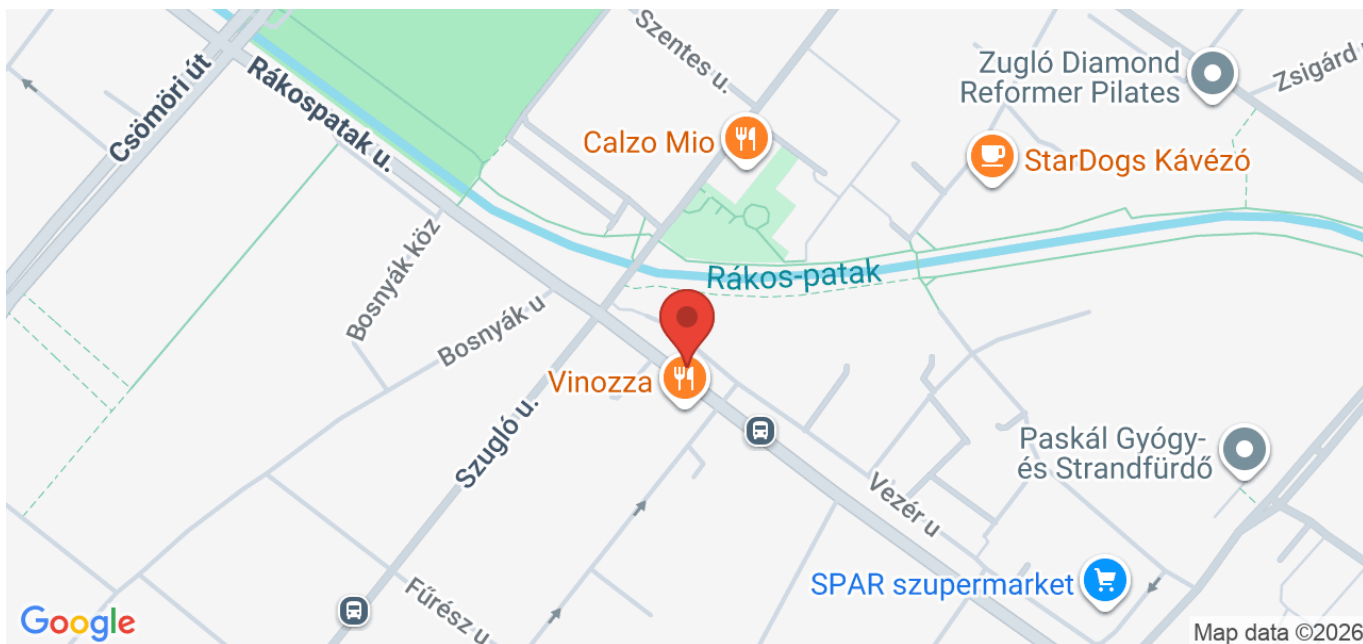 Szentes u.
Zugló Diamond
Reformer Pilates
Zsigárd u
Csömöri út
Rákospatak u.
Calzo Mio
StarDogs Kávézó
Bosnyák köz
Rákos-patak
Bosnyák u
Vinozza
Szugló u.
Paskál Gyógy-
és Strandfürdő
Vezér u
SPAR szupermarket
Fűrész u.
Google
Map data ©2026